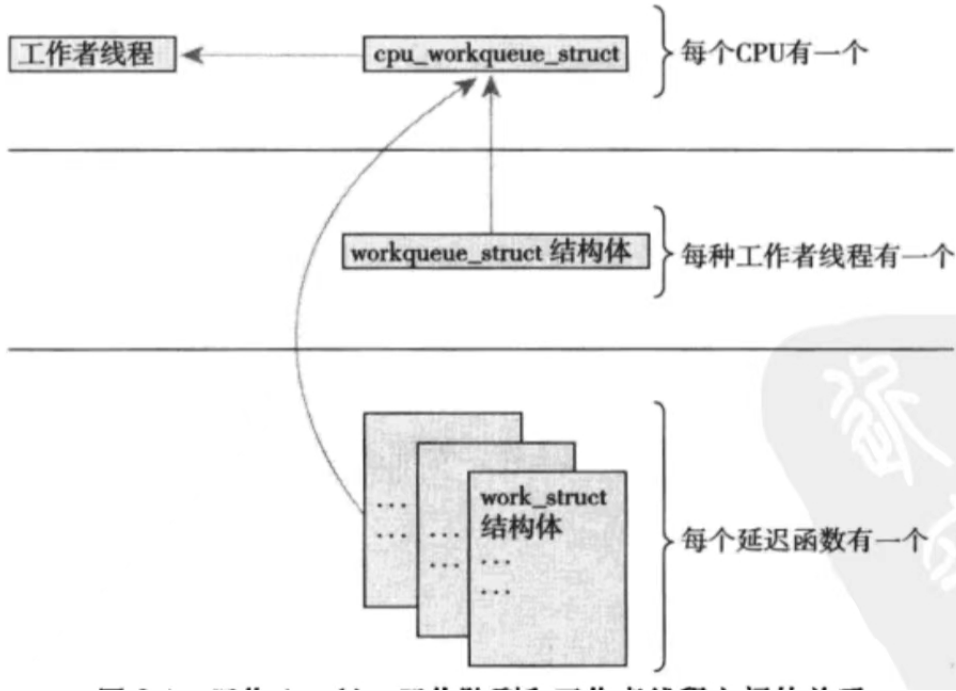 工作者线程
cpu_workqueue_struct
每个CPU有一个
workqueue_struct 结构体
每种工作者线程有一个
...
...
...
...
work_struct
结构体
...
...
每个延迟函数有一个